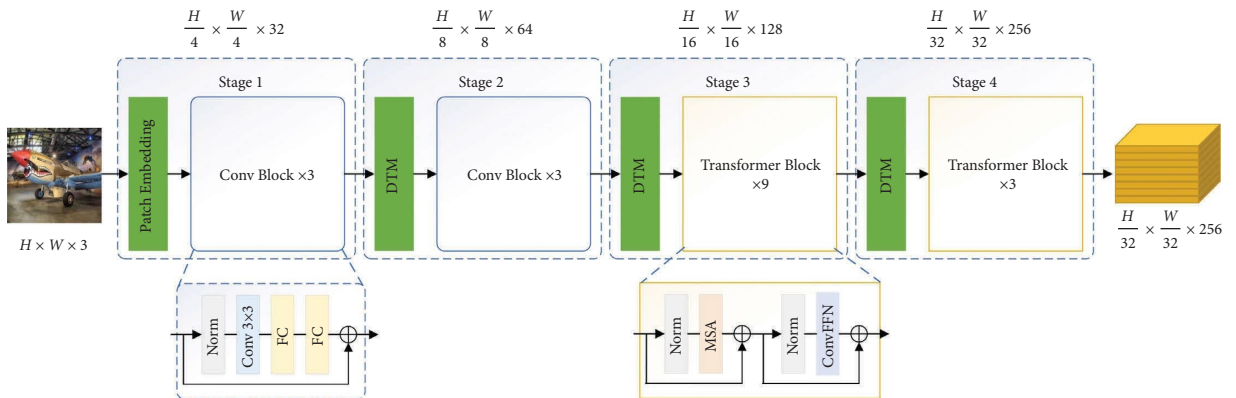 H/4 × W/4 × 32
H/8 × W/8 × 64
H/16 × W/16 × 128
H/32 × W/32 × 256
Stage 1
Stage 2
Stage 3
Stage 4
H × W × 3
Patch Embedding
Conv Block ×3
DTM
Conv Block ×3
DTM
Transformer Block
×9
DTM
Transformer Block
×3
H/32 × W/32 × 256
Norm
Conv 3×3
FC
FC
Norm
MSA
Norm
ConvFFN